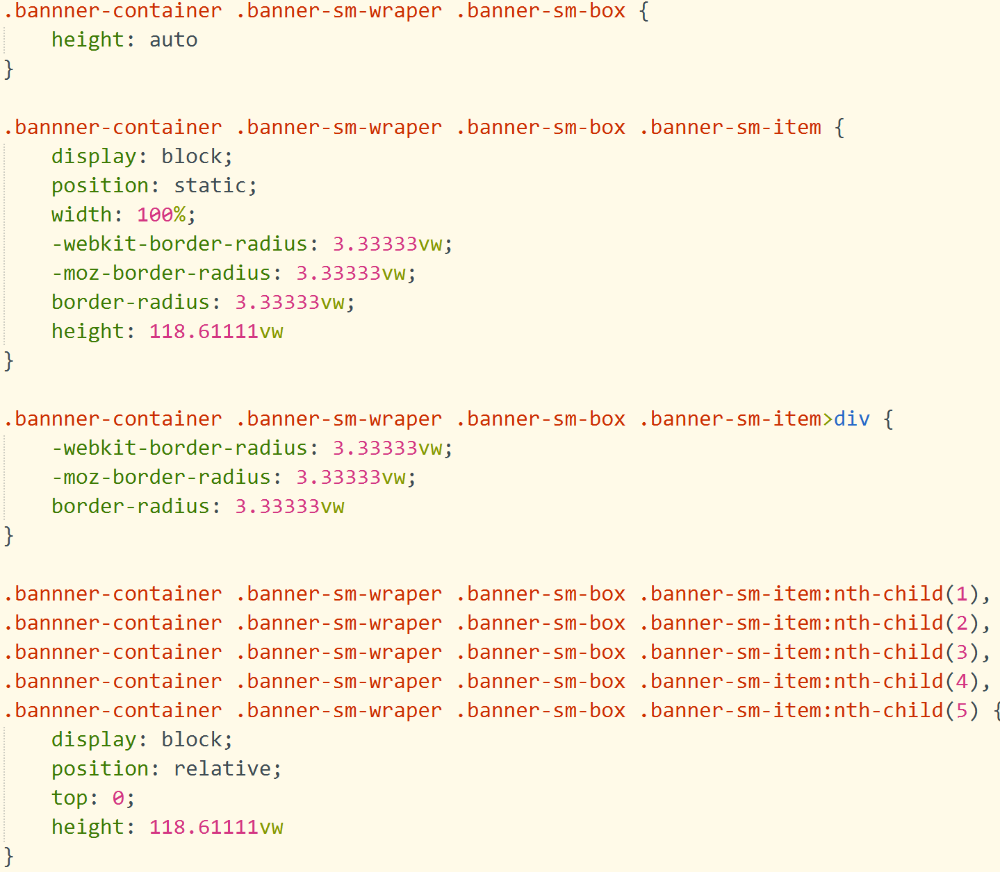 .bannner-container .banner-sm-wraper .banner-sm-box {
    height: auto
}

.bannner-container .banner-sm-wraper .banner-sm-box .banner-sm-item {
    display: block;
    position: static;
    width: 100%;
    -webkit-border-radius: 3.33333vw;
    -moz-border-radius: 3.33333vw;
    border-radius: 3.33333vw;
    height: 118.61111vw
}

.bannner-container .banner-sm-wraper .banner-sm-box .banner-sm-item>div {
    -webkit-border-radius: 3.33333vw;
    -moz-border-radius: 3.33333vw;
    border-radius: 3.33333vw
}

.bannner-container .banner-sm-wraper .banner-sm-box .banner-sm-item:nth-child(1),
.bannner-container .banner-sm-wraper .banner-sm-box .banner-sm-item:nth-child(2),
.bannner-container .banner-sm-wraper .banner-sm-box .banner-sm-item:nth-child(3),
.bannner-container .banner-sm-wraper .banner-sm-box .banner-sm-item:nth-child(4),
.bannner-container .banner-sm-wraper .banner-sm-box .banner-sm-item:nth-child(5) {
    display: block;
    position: relative;
    top: 0;
    height: 118.61111vw
}